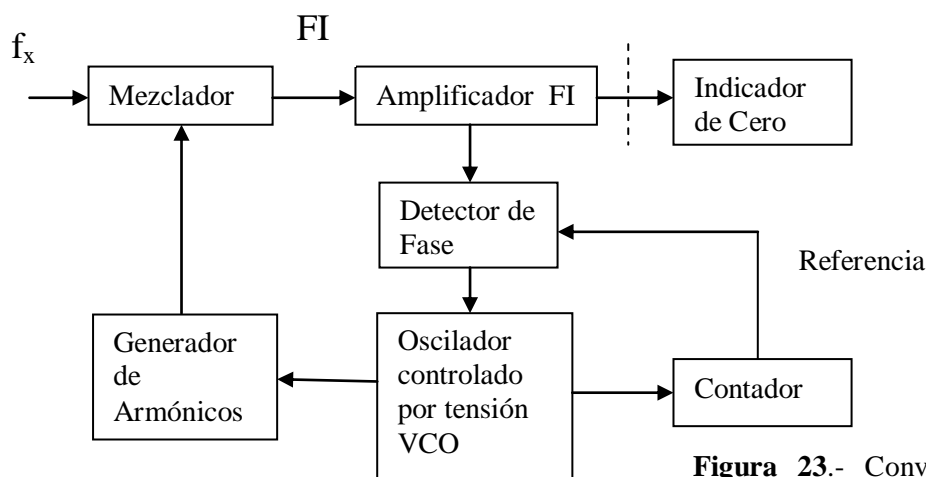 FI
f_x
Mezclador
Amplificador FI
Indicador
de Cero
Detector de
Fase
Referencia
Generador
de
Armónicos
Oscilador
controlado
por tensión
VCO
Contador
Figura 23.- Conv